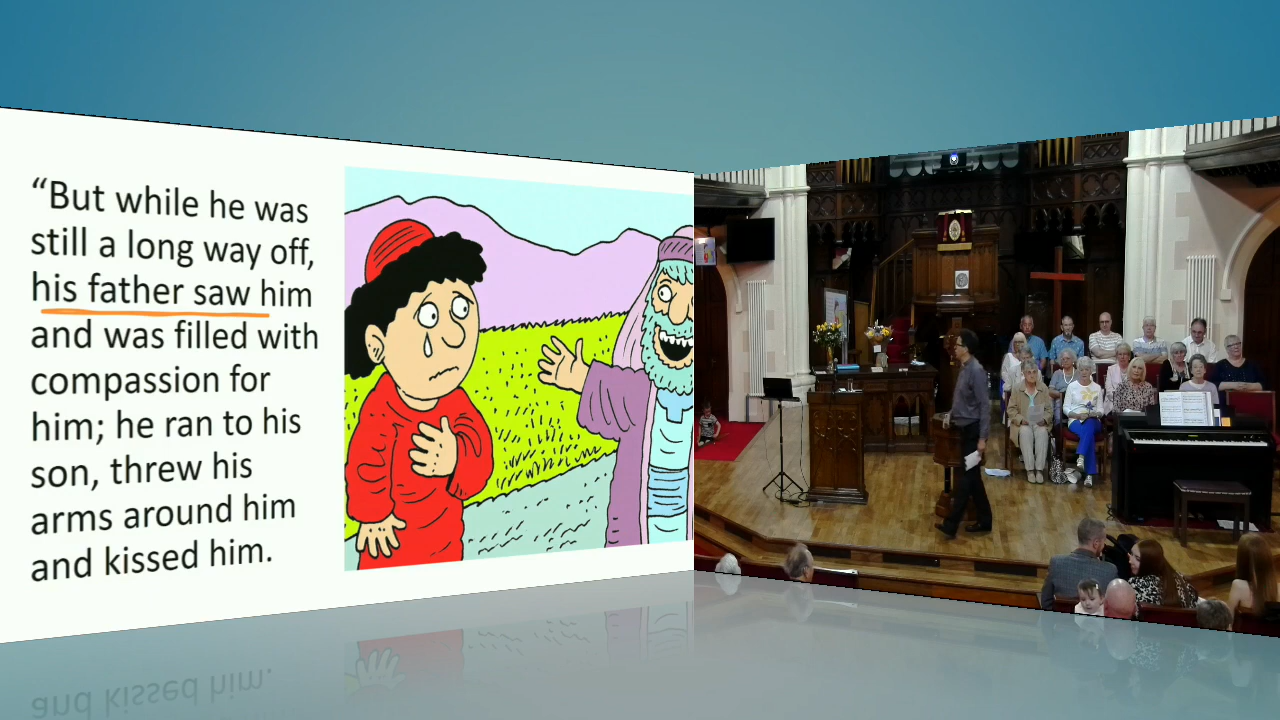 “But while he was
still a long way off,
his father saw him
and was filled with
compassion for
him; he ran to his
son, threw his
arms around him
and kissed him.